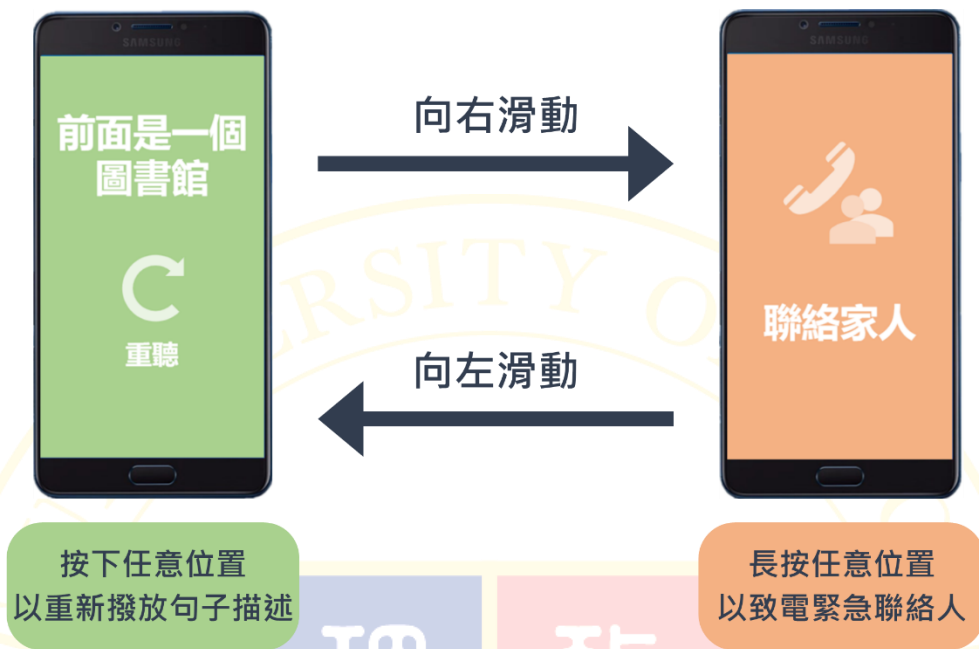 SAMSUNG
前面是一個
圖書館
重聽
向右滑動
向左滑動
SAMSUNG
聯絡家人
按下任意位置
以重新撥放句子描述
長按任意位置
以致電緊急聯絡人
ERSITY O